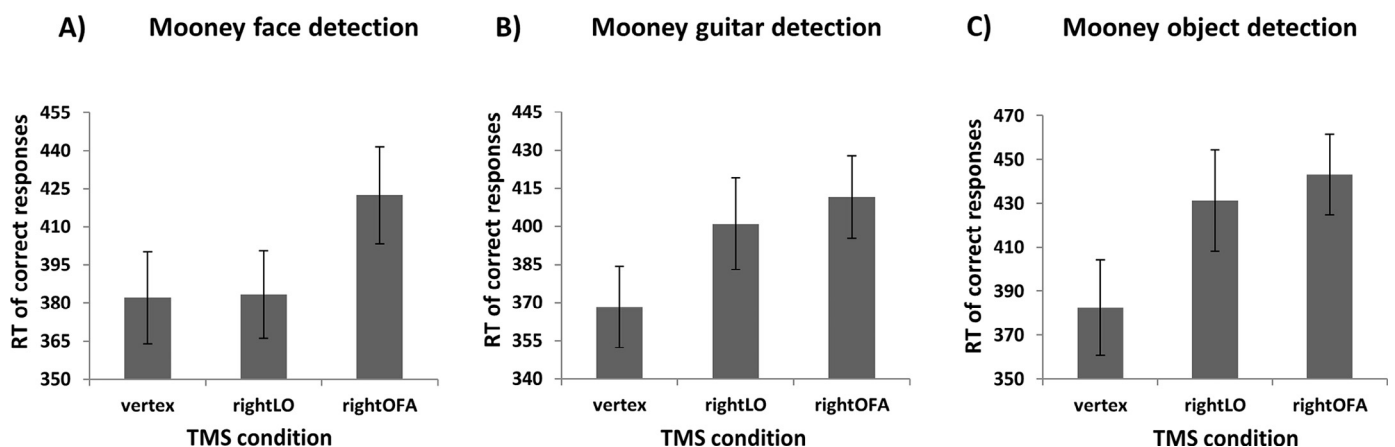 A) Mooney face detection
RT of correct responses
455
440
425
410
395
380
365
350
vertex rightLO rightOFA
TMS condition
B) Mooney guitar detection
RT of correct responses
445
430
415
400
385
370
355
340
vertex rightLO rightOFA
TMS condition
C) Mooney object detection
RT of correct responses
470
450
430
410
390
370
350
vertex rightLO rightOFA
TMS condition